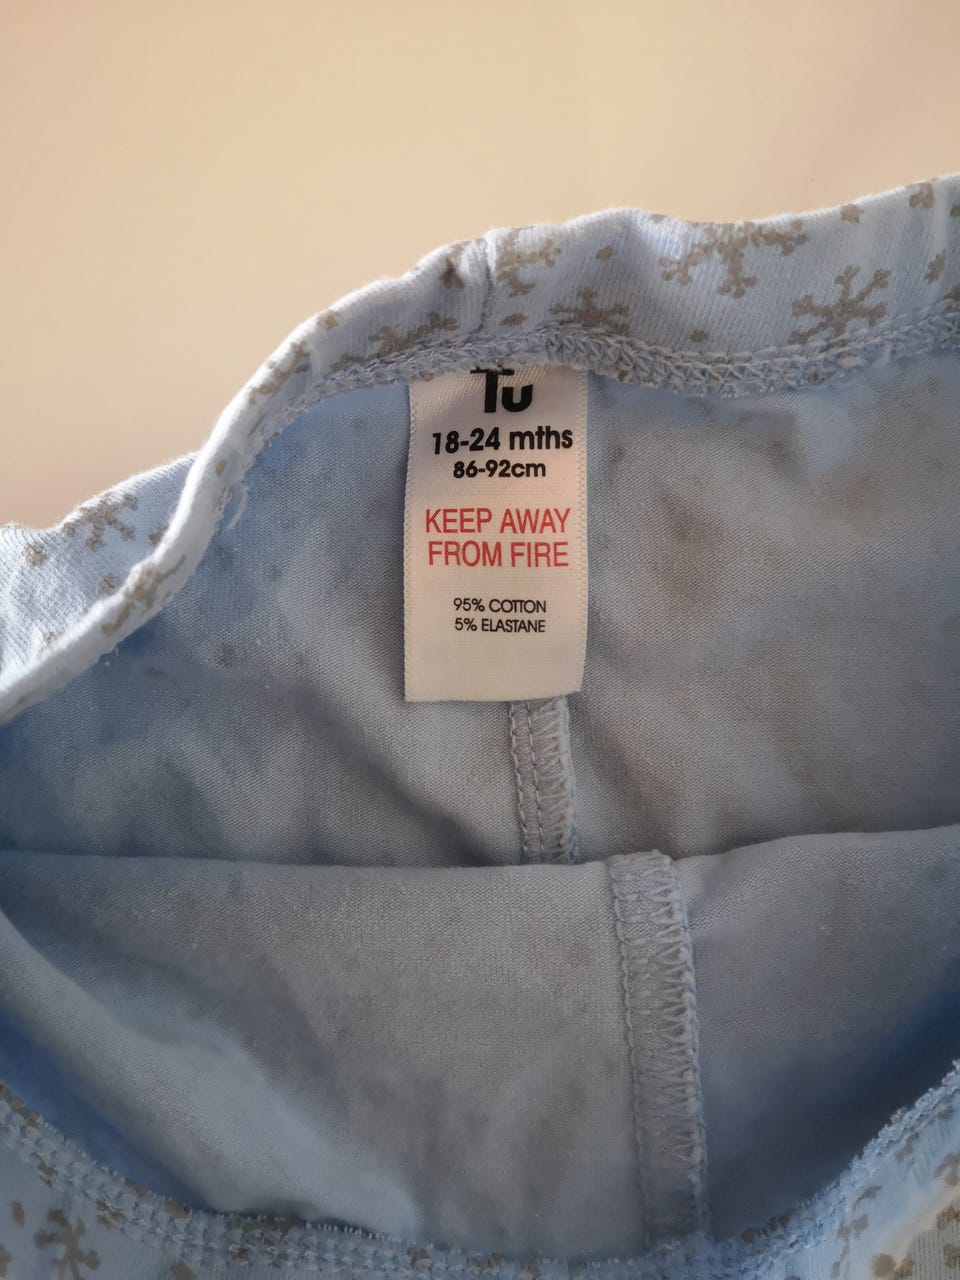 Tu
18-24 mths
86-92cm
KEEP AWAY
FROM FIRE
95% COTTON
5% ELASTANE